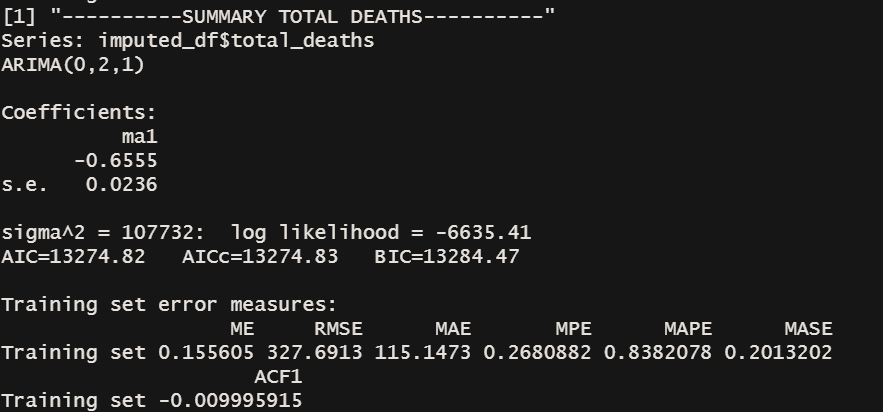 [1] "----------SUMMARY TOTAL DEATHS----------"
Series: imputed_df$total_deaths
ARIMA(0,2,1)
Coefficients:
ma1
-0.6555
s.e. 0.0236
sigma^2 = 107732: log likelihood = -6635.41
AIC=13274.82 AICc=13274.83 BIC=13284.47
Training set error measures:
ME RMSE MAE MPE MAPE MASE
Training set 0.155605 327.6913 115.1473 0.2680882 0.8382078 0.2013202
ACF1
Training set -0.009995915